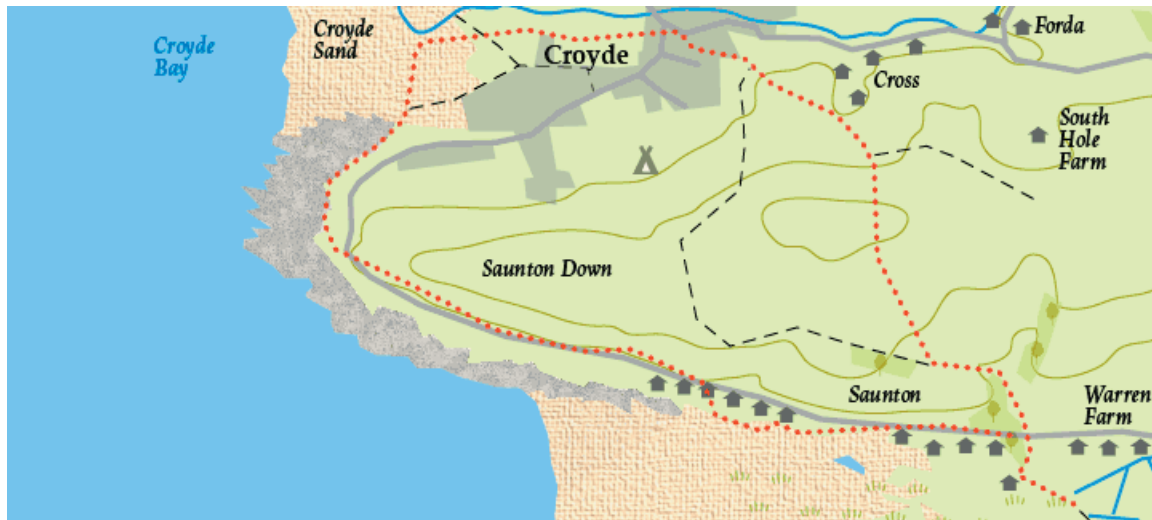 Croyde
Bay
Croyde
Sand
Croyde
Forda
Cross
South
Hole
Farm
Saunton Down
Saunton
Warren
Farm